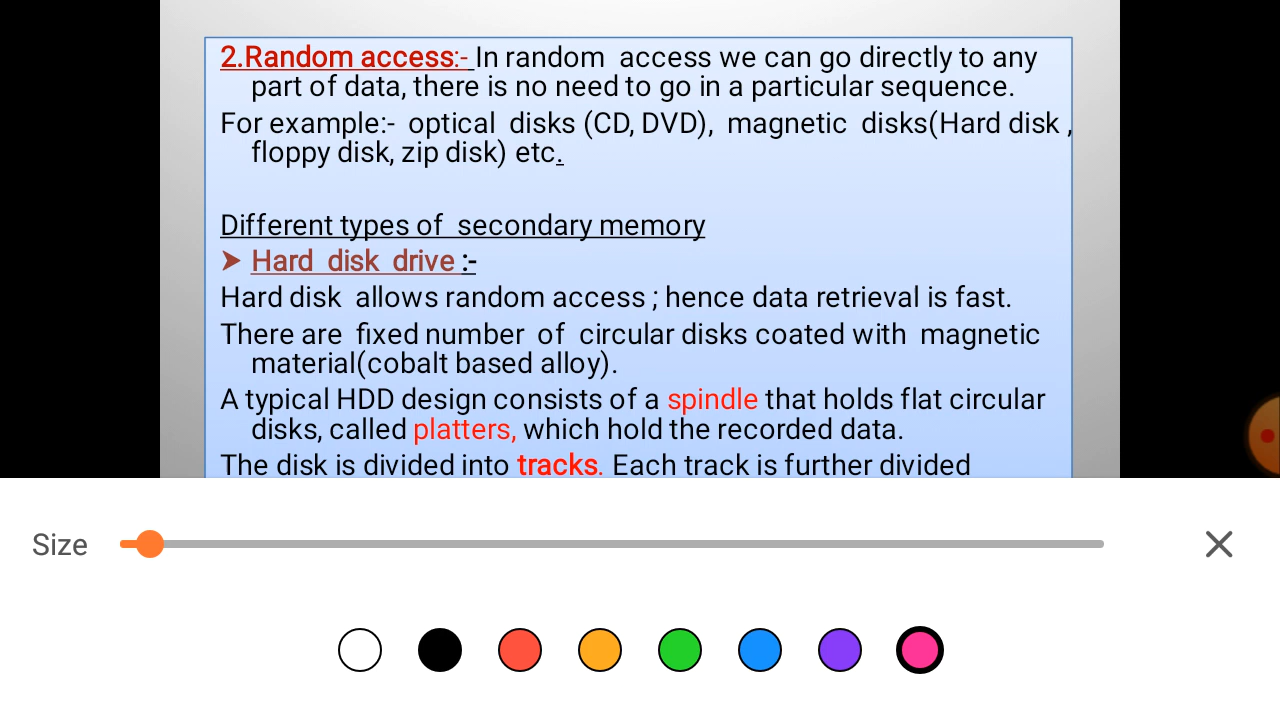 2.Random access:- In random access we can go directly to any
part of data, there is no need to go in a particular sequence.
For example:- optical disks (CD, DVD), magnetic disks(Hard disk ,
floppy disk, zip disk) etc.
Different types of secondary memory
➤ Hard disk drive :-
Hard disk allows random access ; hence data retrieval is fast.
There are fixed number of circular disks coated with magnetic
material(cobalt based alloy).
A typical HDD design consists of a spindle that holds flat circular
disks, called platters, which hold the recorded data.
The disk is divided into tracks. Each track is further divided
Size